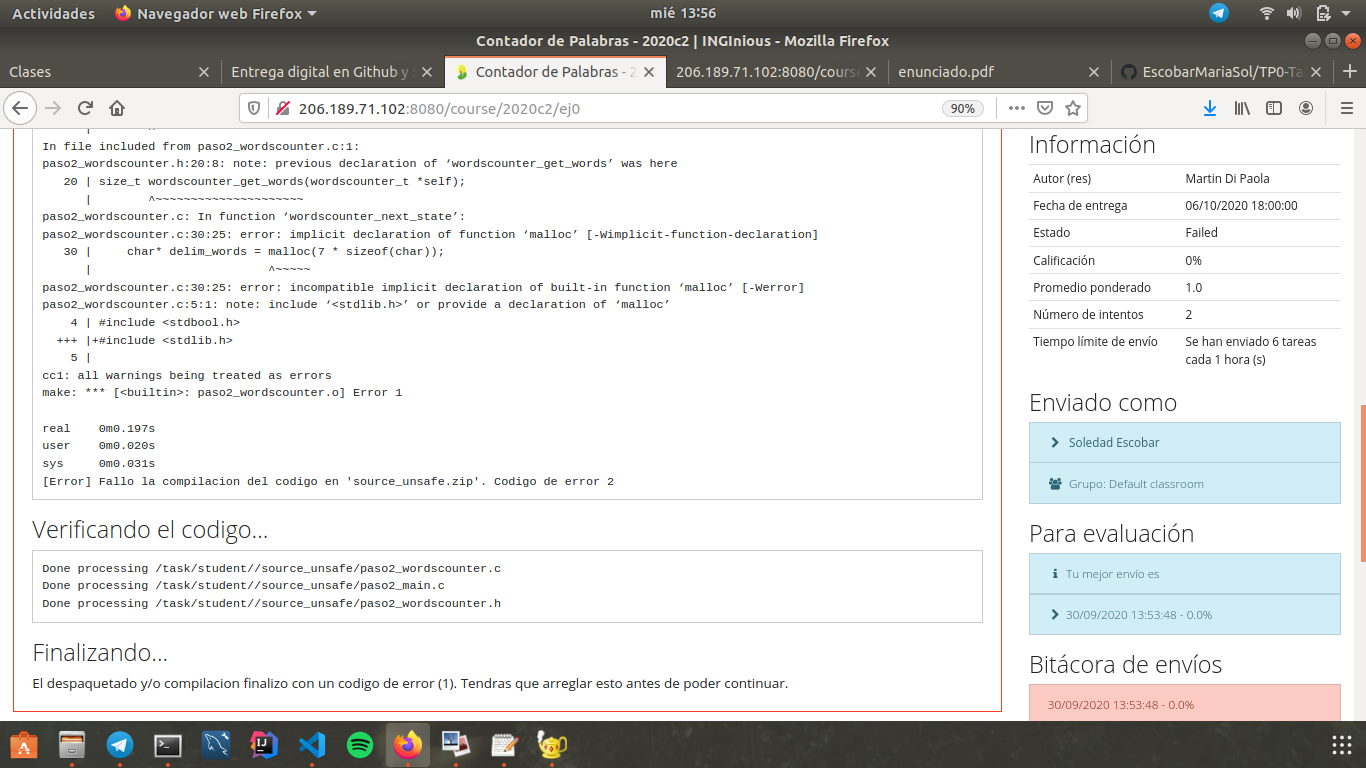 Actividades
Navegador web Firefox
mié 13:56
Contador de Palabras - 2020c2 | INGInious - Mozilla Firefox
Clases
Entrega digital en Github y
Contador de Palabras - 2
206.189.71.102:8080/cours
enunciado.pdf
EscobarMariaSol/TP0-Ta
206.189.71.102:8080/course/2020c2/ej0
90%
In file included from paso2_wordscounter.c:1:
paso2_wordscounter.h:20:8: note: previous declaration of ‘wordscounter_get_words’ was here
20 | size_t wordscounter_get_words(wordscounter_t *self);
| ^~~~~~~~~~~~~~~~~~~~~~
paso2_wordscounter.c: In function ‘wordscounter_next_state’:
paso2_wordscounter.c:30:25: error: implicit declaration of function ‘malloc’ [-Wimplicit-function-declaration]
30 |     char* delim_words = malloc(7 * sizeof(char));
| ^~~~~~
paso2_wordscounter.c:30:25: error: incompatible implicit declaration of built-in function ‘malloc’ [-Werror]
paso2_wordscounter.c:5:1: note: include ‘<stdlib.h>’ or provide a declaration of ‘malloc’
4 | #include <stdbool.h>
+++ |+#include <stdlib.h>
5 |
cc1: all warnings being treated as errors
make: *** [<builtin>: paso2_wordscounter.o] Error 1
real 0m0.197s
user 0m0.020s
sys 0m0.031s
[Error] Fallo la compilacion del codigo en 'source_unsafe.zip'. Codigo de error 2
Verificando el codigo...
Done processing /task/student//source_unsafe/paso2_wordscounter.c
Done processing /task/student//source_unsafe/paso2_main.c
Done processing /task/student//source_unsafe/paso2_wordscounter.h
Finalizando...
El despaquetado y/o compilacion finalizo con un codigo de error (1). Tendras que arreglar esto antes de poder continuar.
Información
Autor (res) Martin Di Paola
Fecha de entrega 06/10/2020 18:00:00
Estado Failed
Calificación 0%
Promedio ponderado 1.0
Número de intentos 2
Tiempo límite de envío Se han enviado 6 tareas
cada 1 hora (s)
Enviado como
Soledad Escobar
Grupo: Default classroom
Para evaluación
Tu mejor envío es
30/09/2020 13:53:48 - 0.0%
Bitácora de envíos
30/09/2020 13:53:48 - 0.0%